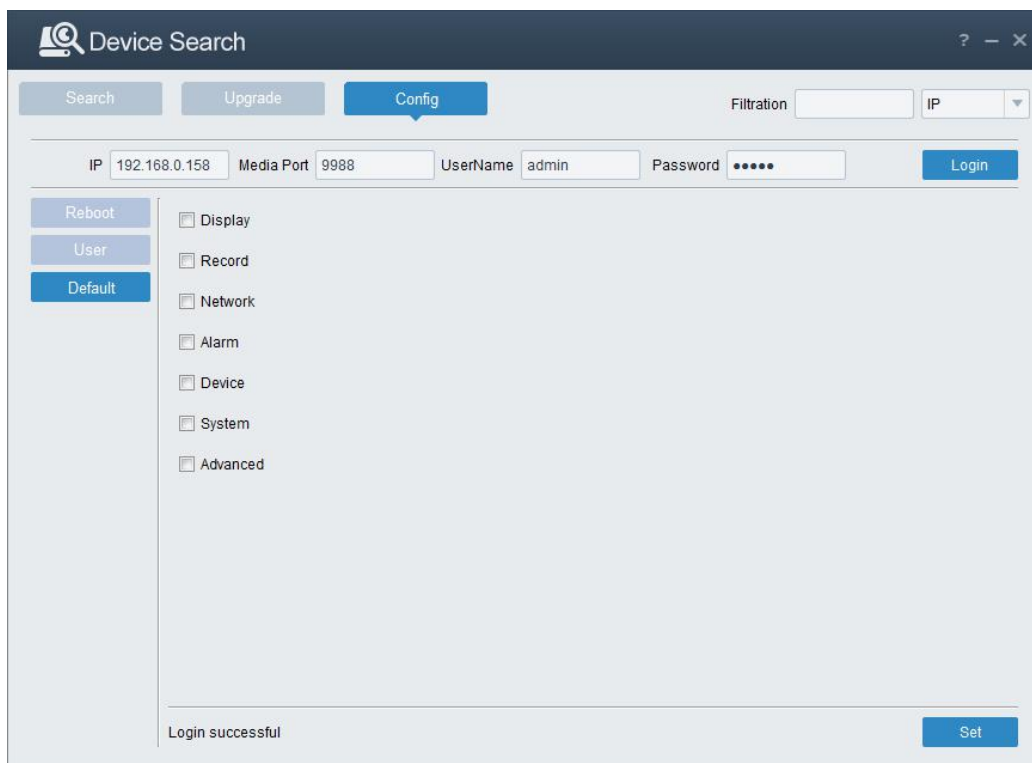 Device Search ? – ×
Search Upgrade Config Filtration IP
IP 192.168.0.158 Media Port 9988 UserName admin Password ••••• Login
Reboot
User
Default
Display
Record
Network
Alarm
Device
System
Advanced
Login successful Set